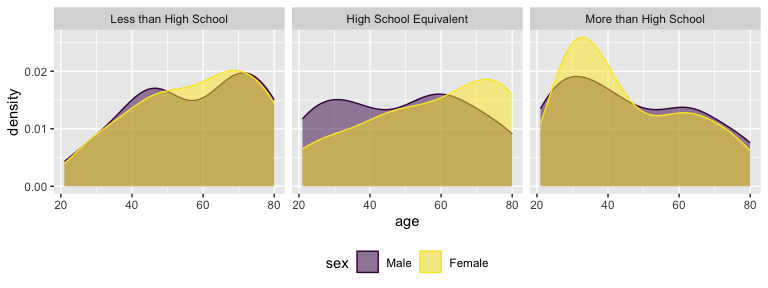 Less than High School High School Equivalent More than High School
density
0.02
0.01
0.00
20 40 60 80 20 40 60 80 20 40 60 80
age
sex Male Female